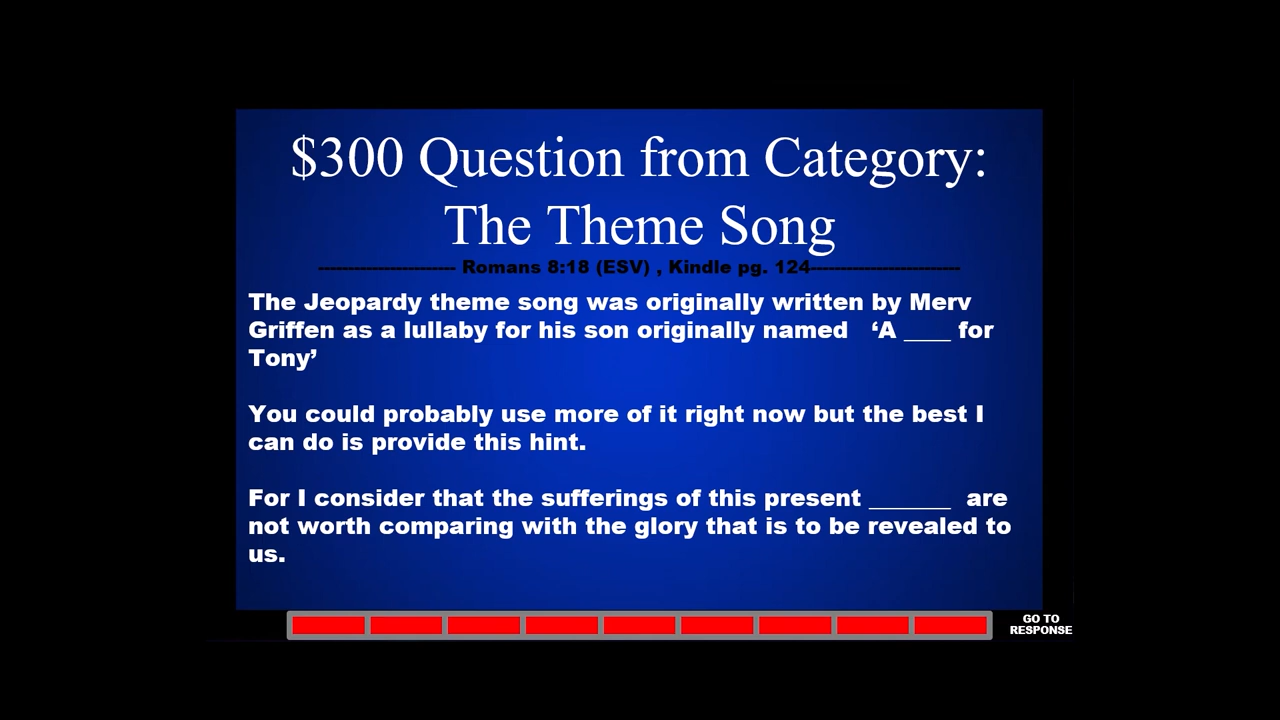 $300 Question from Category:
The Theme Song
----------------------- Romans 8:18 (ESV) , Kindle pg. 124-------------------------
The Jeopardy theme song was originally written by Merv
Griffen as a lullaby for his son originally named ‘A ____ for
Tony’
You could probably use more of it right now but the best I
can do is provide this hint.
For I consider that the sufferings of this present _______ are
not worth comparing with the glory that is to be revealed to
us.
GO TO
RESPONSE